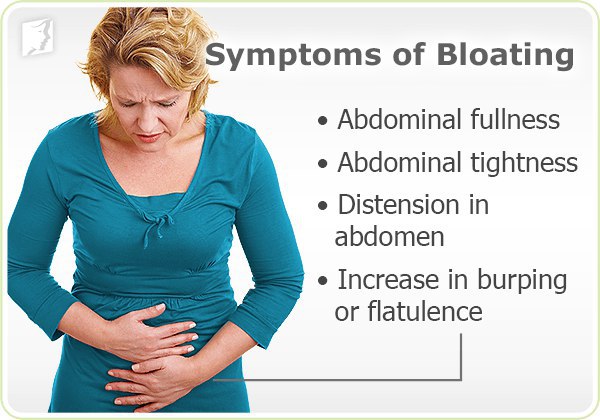 Symptoms of Bloating
• Abdominal fullness
• Abdominal tightness
• Distension in
abdomen
• Increase in burping
or flatulence